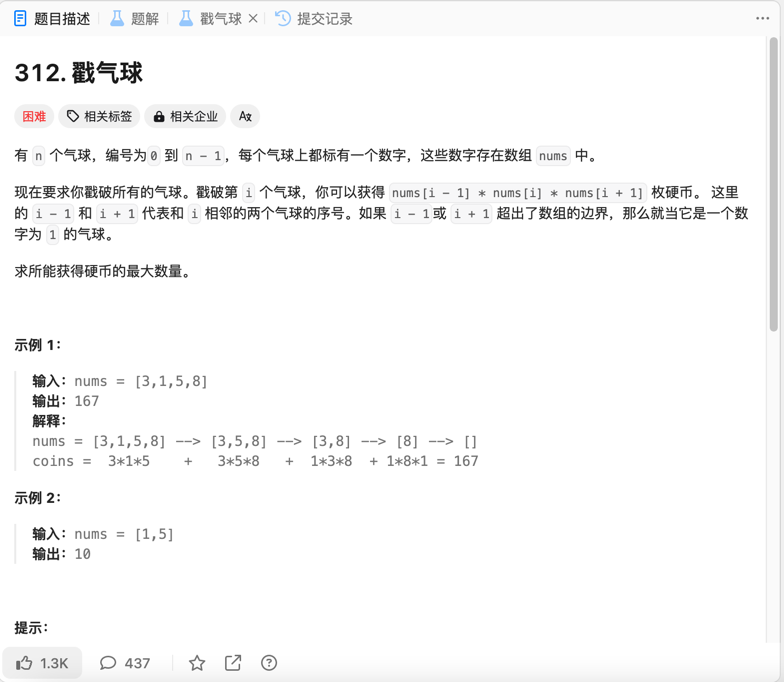 题目描述 题解 戳气球 提交记录
312. 戳气球
困难 相关标签 相关企业 AX
有 n 个气球，编号为0 到 n - 1，每个气球上都标有一个数字，这些数字存在数组 nums 中。
现在要求你戳破所有的气球。戳破第 i 个气球，你可以获得 nums[i - 1] * nums[i] * nums[i + 1] 枚硬币。 这里
的 i - 1 和 i + 1 代表和 i 相邻的两个气球的序号。如果 i - 1或 i + 1 超出了数组的边界，那么就当它是一个数
字为 1 的气球。
求所能获得硬币的最大数量。
示例 1：
输入：nums = [3,1,5,8]
输出：167
解释：
nums = [3,1,5,8] --> [3,5,8] --> [3,8] --> [8] --> []
coins =  3*1*5    +   3*5*8   +  1*3*8  + 1*8*1 = 167
示例 2：
输入：nums = [1,5]
输出：10
提示：
1.3K 437